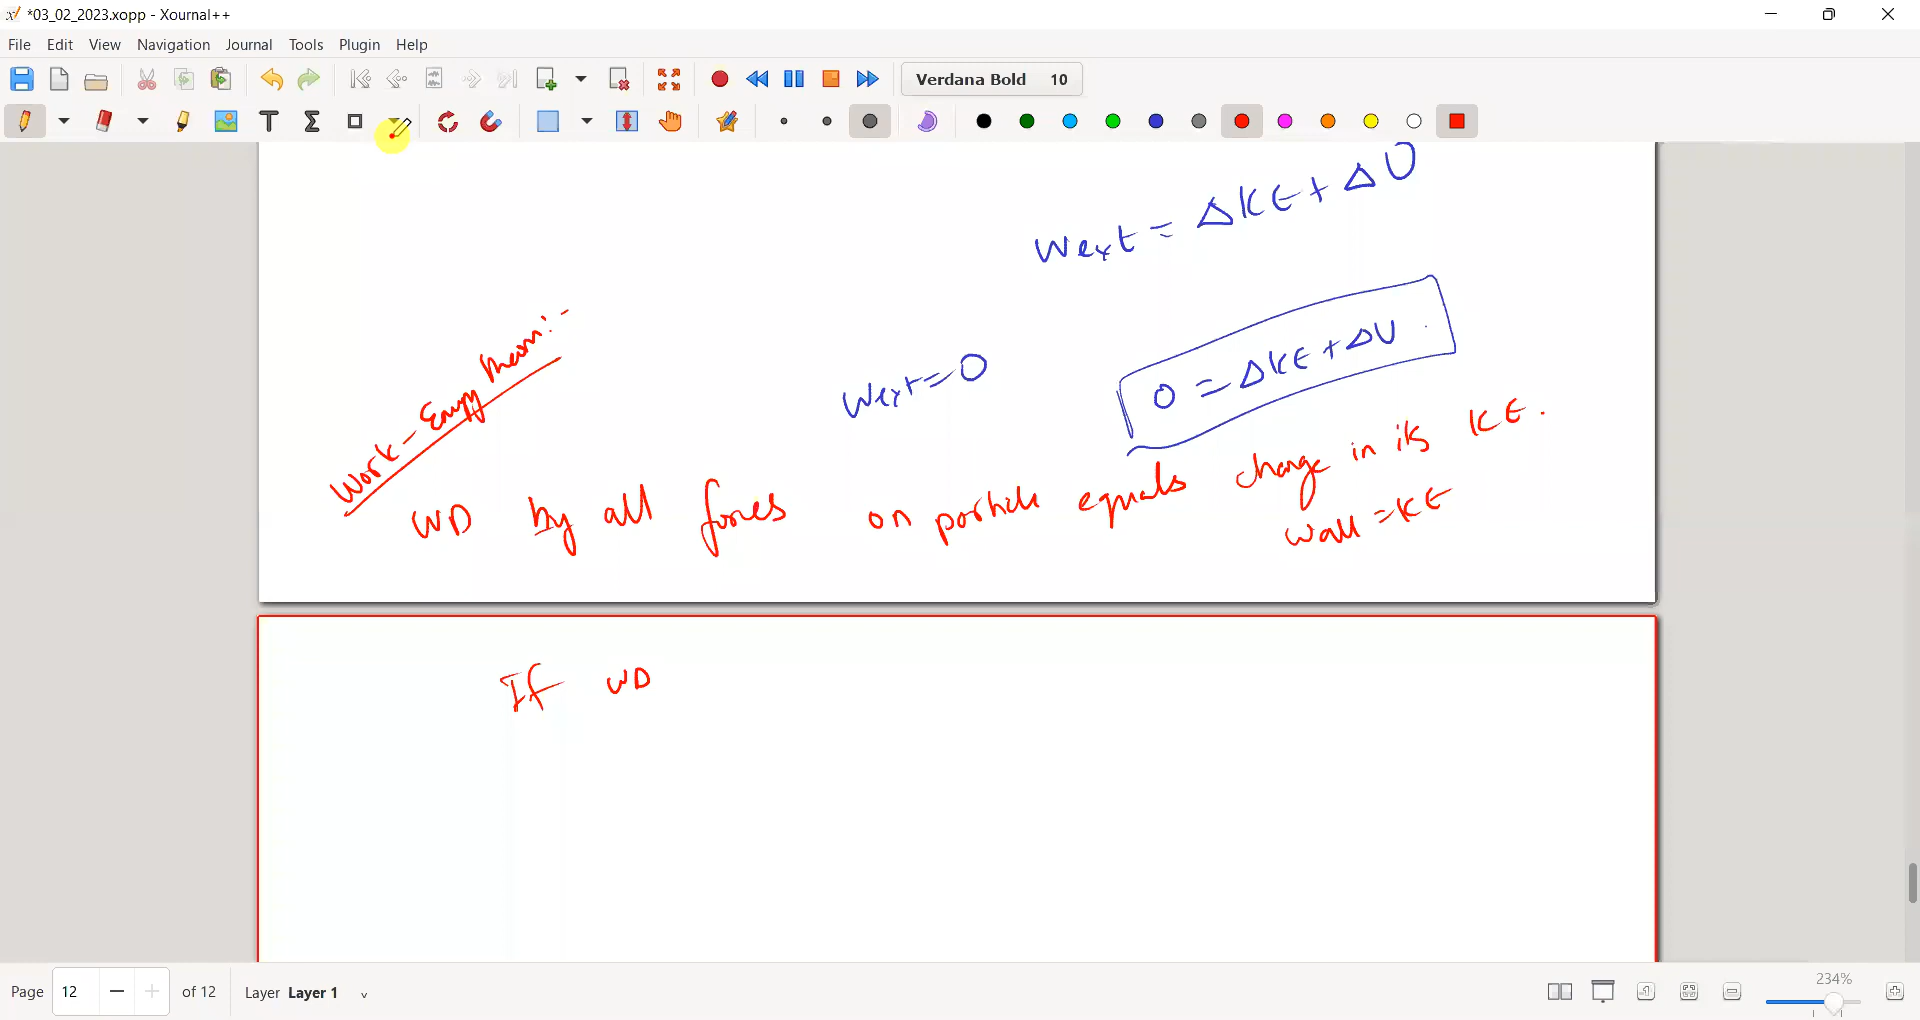 *03_02_2023.xopp - Xournal++
File Edit View Navigation Journal Tools Plugin Help
Verdana Bold 10
Wext = ΔKE + ΔU
Work - Energy Theorem :-
Wext = 0
0 = ΔKE + ΔU
WD by all forces on particle equals change in its KE.
Wall = KE
If WD
Page 12 of 12 Layer Layer 1
234%